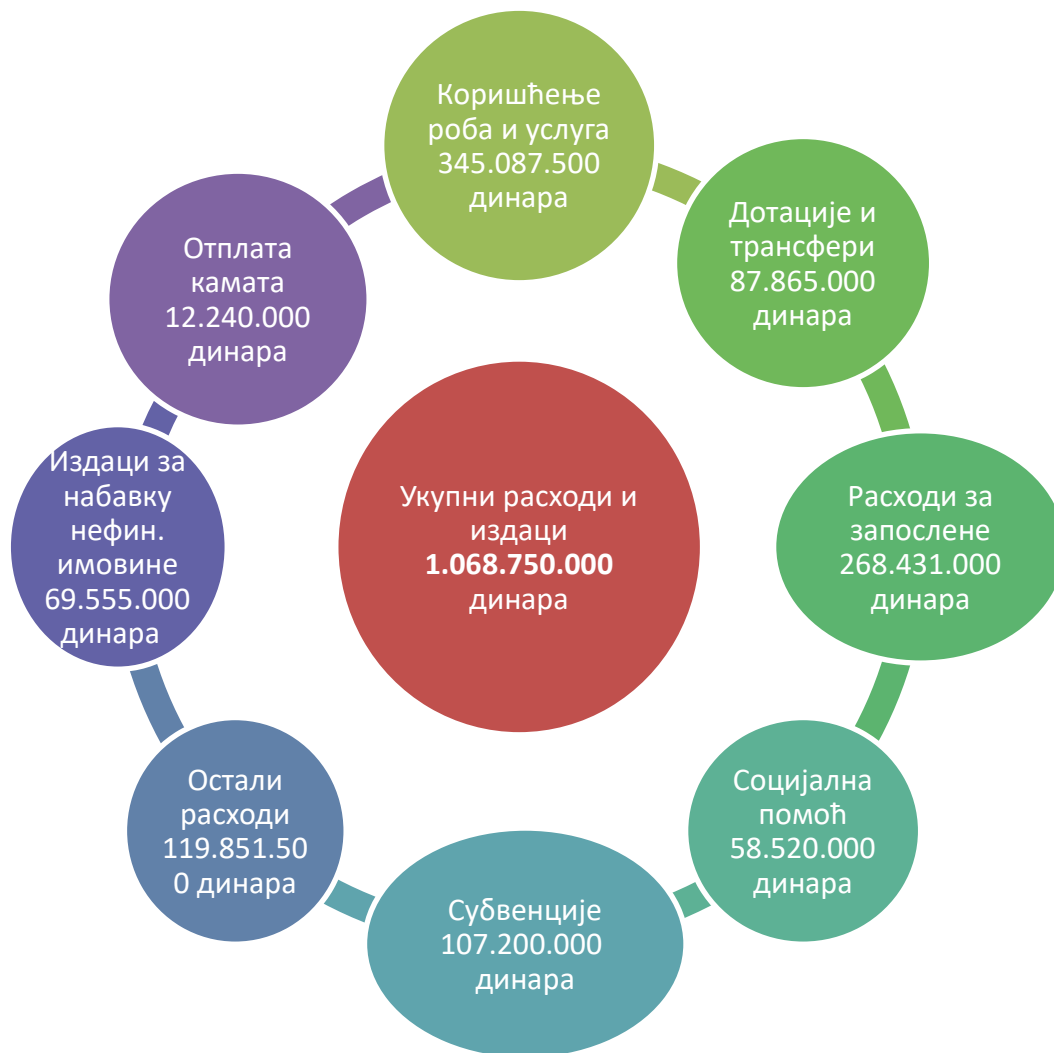 Коришћење
роба и услуга
345.087.500
динара
Дотације и
трансфери
87.865.000
динара
Расходи за
запослене
268.431.000
динара
Социјална
помоћ
58.520.000
динара
Субвенције
107.200.000
динара
Остали
расходи
119.851.50
0 динара
Издаци за
набавку
нефин.
имовине
69.555.000
динара
Отплата
камата
12.240.000
динара
Укупни расходи и
издаци
1.068.750.000
динара